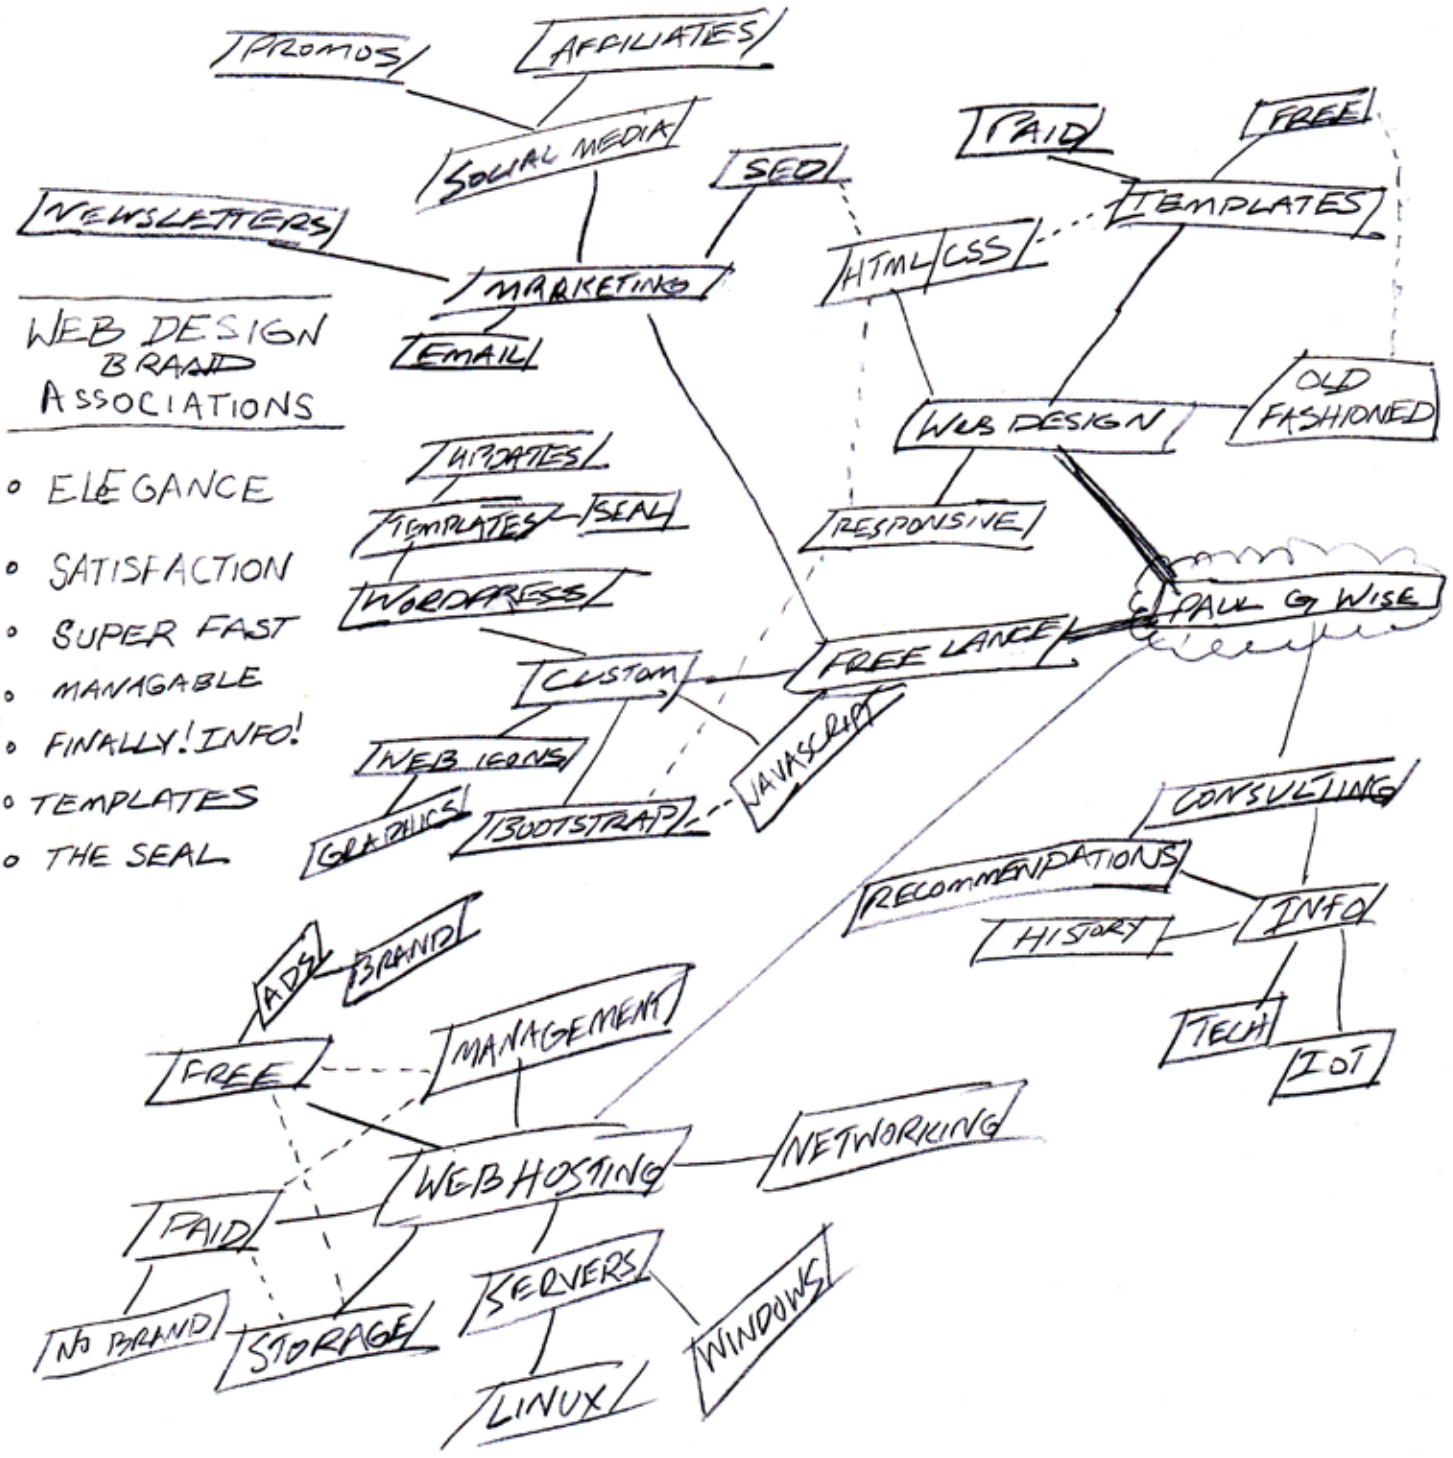 PROMOS
AFFILIATES
SOCIAL MEDIA
SEO
NEWSLETTERS
MARKETING
EMAIL
PAID
FREE
TEMPLATES
HTML/CSS
OLD
FASHIONED
WEB DESIGN
RESPONSIVE
WEB DESIGN
BRAND
ASSOCIATIONS
• ELEGANCE
• SATISFACTION
• SUPER FAST
• MANAGABLE
• FINALLY! INFO!
• TEMPLATES
• THE SEAL
UPDATES
TEMPLATES
SEAL
WORDPRESS
CUSTOM
FREE LANCE
PAUL G WISE
WEB ICONS
JAVASCRIPT
GRAPHICS
BOOTSTRAP
CONSULTING
RECOMMENDATIONS
INFO
HISTORY
TECH
IOT
ADS
BRAND
FREE
MANAGEMENT
WEB HOSTING
NETWORKING
PAID
NO BRAND
STORAGE
SERVERS
WINDOWS
LINUX